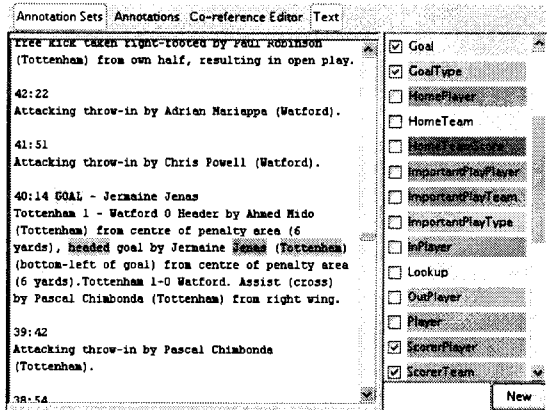 Annotation Sets Annotations Co-reference Editor Text
free kick taken right-footed by Paul Robinson
(Tottenham) from own half, resulting in open play.
42:22
Attacking throw-in by Adrian Mariappa (Watford).
41:51
Attacking throw-in by Chris Powell (Watford).
40:14 GOAL - Jermaine Jenas
Tottenham 1 - Watford 0 Header by Ahmed Mido
(Tottenham) from centre of penalty area (6
yards), headed goal by Jermaine Jenas (Tottenham)
(bottom-left of goal) from centre of penalty area
(6 yards).Tottenham 1-0 Watford. Assist (cross)
by Pascal Chimbonda (Tottenham) from right wing.
39:42
Attacking throw-in by Pascal Chimbonda
(Tottenham).
38:54
Goal
GoalType
HomePlayer
HomeTeam
HomeTeamScore
ImportantPlayPlayer
ImportantPlayTeam
ImportantPlayType
InPlayer
Lookup
OutPlayer
Player
ScorerPlayer
ScorerTeam
New